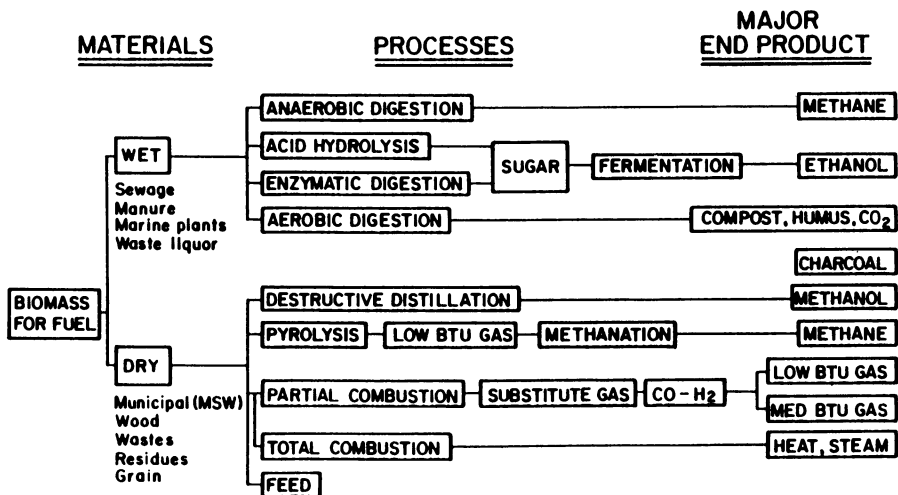 MATERIALS
PROCESSES
MAJOR
END PRODUCT
ANAEROBIC DIGESTION
METHANE
WET
ACID HYDROLYSIS
SUGAR
FERMENTATION
ETHANOL
ENZYMATIC DIGESTION
Sewage
Manure
Marine plants
Waste liquor
AEROBIC DIGESTION
COMPOST, HUMUS, CO2
CHARCOAL
BIOMASS
FOR FUEL
DESTRUCTIVE DISTILLATION
METHANOL
PYROLYSIS
LOW BTU GAS
METHANATION
METHANE
DRY
Municipal (MSW)
Wood
Wastes
Residues
Grain
PARTIAL COMBUSTION
SUBSTITUTE GAS
CO-H2
LOW BTU GAS
MED BTU GAS
TOTAL COMBUSTION
HEAT, STEAM
FEED